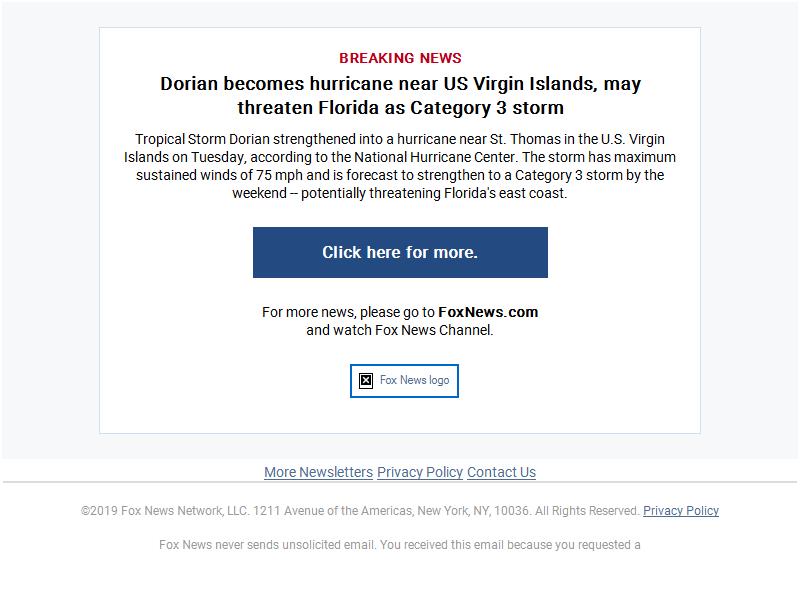 BREAKING NEWS
Dorian becomes hurricane near US Virgin Islands, may
threaten Florida as Category 3 storm
Tropical Storm Dorian strengthened into a hurricane near St. Thomas in the U.S. Virgin
Islands on Tuesday, according to the National Hurricane Center. The storm has maximum
sustained winds of 75 mph and is forecast to strengthen to a Category 3 storm by the
weekend -- potentially threatening Florida's east coast.
Click here for more.
For more news, please go to FoxNews.com
and watch Fox News Channel.
Fox News logo
More Newsletters Privacy Policy Contact Us
©2019 Fox News Network, LLC. 1211 Avenue of the Americas, New York, NY, 10036. All Rights Reserved. Privacy Policy
Fox News never sends unsolicited email. You received this email because you requested a